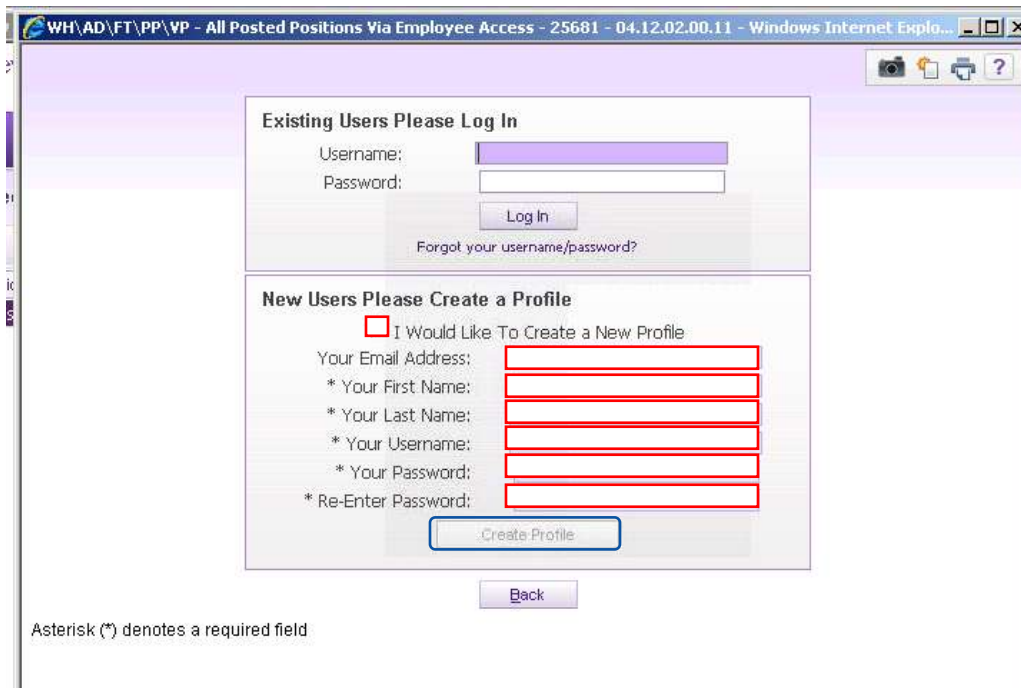 WH\AD\FT\PP\VP - All Posted Positions Via Employee Access - 25681 - 04.12.02.00.11 - Windows Internet Explo...
?
Existing Users Please Log In
Username:
Password:
Log In
Forgot your username/password?
New Users Please Create a Profile
I Would Like To Create a New Profile
Your Email Address:
* Your First Name:
* Your Last Name:
* Your Username:
* Your Password:
* Re-Enter Password:
Create Profile
Back
Asterisk (*) denotes a required field